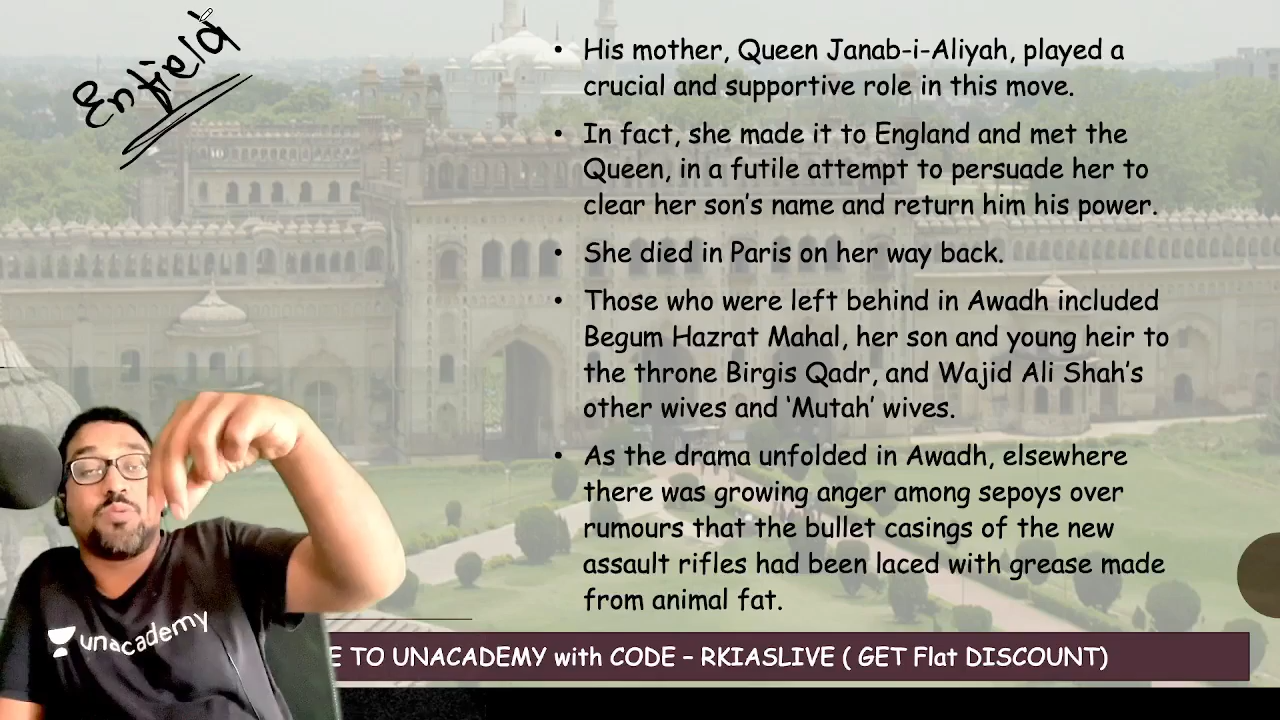 Enfield
• His mother, Queen Janab-i-Aliyah, played a
crucial and supportive role in this move.
• In fact, she made it to England and met the
Queen, in a futile attempt to persuade her to
clear her son's name and return him his power.
• She died in Paris on her way back.
• Those who were left behind in Awadh included
Begum Hazrat Mahal, her son and young heir to
the throne Birgis Qadr, and Wajid Ali Shah's
other wives and ‘Mutah’ wives.
• As the drama unfolded in Awadh, elsewhere
there was growing anger among sepoys over
rumours that the bullet casings of the new
assault rifles had been laced with grease made
from animal fat.
unacademy
E TO UNACADEMY with CODE – RKIASLIVE ( GET Flat DISCOUNT)